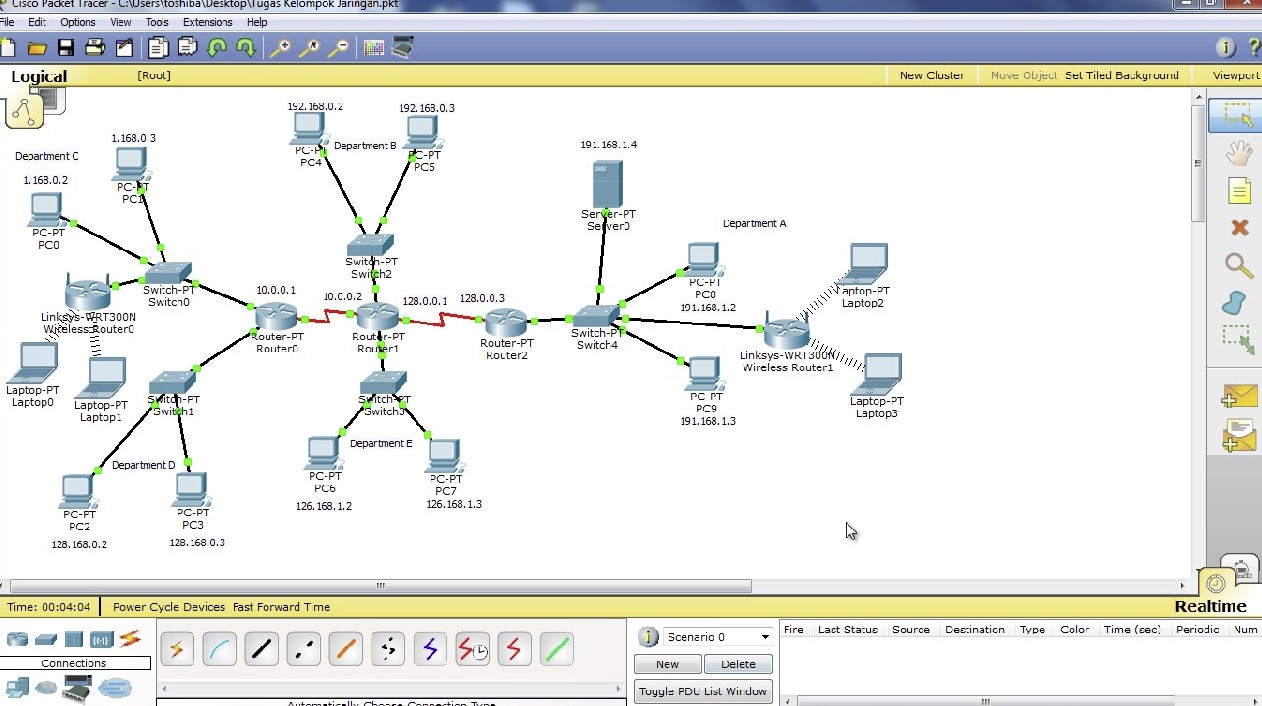 Cisco Packet Tracer - C:\Users\toshiba\Desktop\Tugas Kelompok Jaringan.pkt
File Edit Options View Tools Extensions Help
Logical [Root] New Cluster Move Object Set Tiled Background Viewport
192.168.0.2
192.168.0.3
PC-PT
PC4
Department B
PC-PT
PC5
1.168.0.3
Department C
PC-PT
PC1
1.168.0.2
PC-PT
PC0
191.168.1.4
Server-PT
Server0
Department A
Switch-PT
Switch2
Switch-PT
Switch0
PC-PT
PC8
191.168.1.2
Laptop-PT
Laptop2
10.0.0.1
10.0.0.2
128.0.0.1
128.0.0.3
Linksys-WRT300N
Wireless Router0
Router-PT
Router0
Router-PT
Router1
Router-PT
Router2
Switch-PT
Switch4
Linksys-WRT300N
Wireless Router1
Laptop-PT
Laptop0
Laptop-PT
Laptop1
Switch-PT
Switch1
Switch-PT
Switch3
PC-PT
PC9
191.168.1.3
Laptop-PT
Laptop3
Department E
Department D
PC-PT
PC6
126.168.1.2
PC-PT
PC7
126.168.1.3
PC-PT
PC2
128.168.0.2
PC-PT
PC3
128.168.0.3
Time: 00:04:04 Power Cycle Devices Fast Forward Time
Realtime
Connections
Automatically Choose Connection Type
Scenario 0
New Delete
Toggle PDU List Window
Fire Last Status Source Destination Type Color Time (sec) Periodic Num